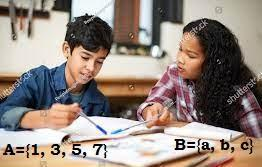 A={1, 3, 5, 7}
B={a, b, c}